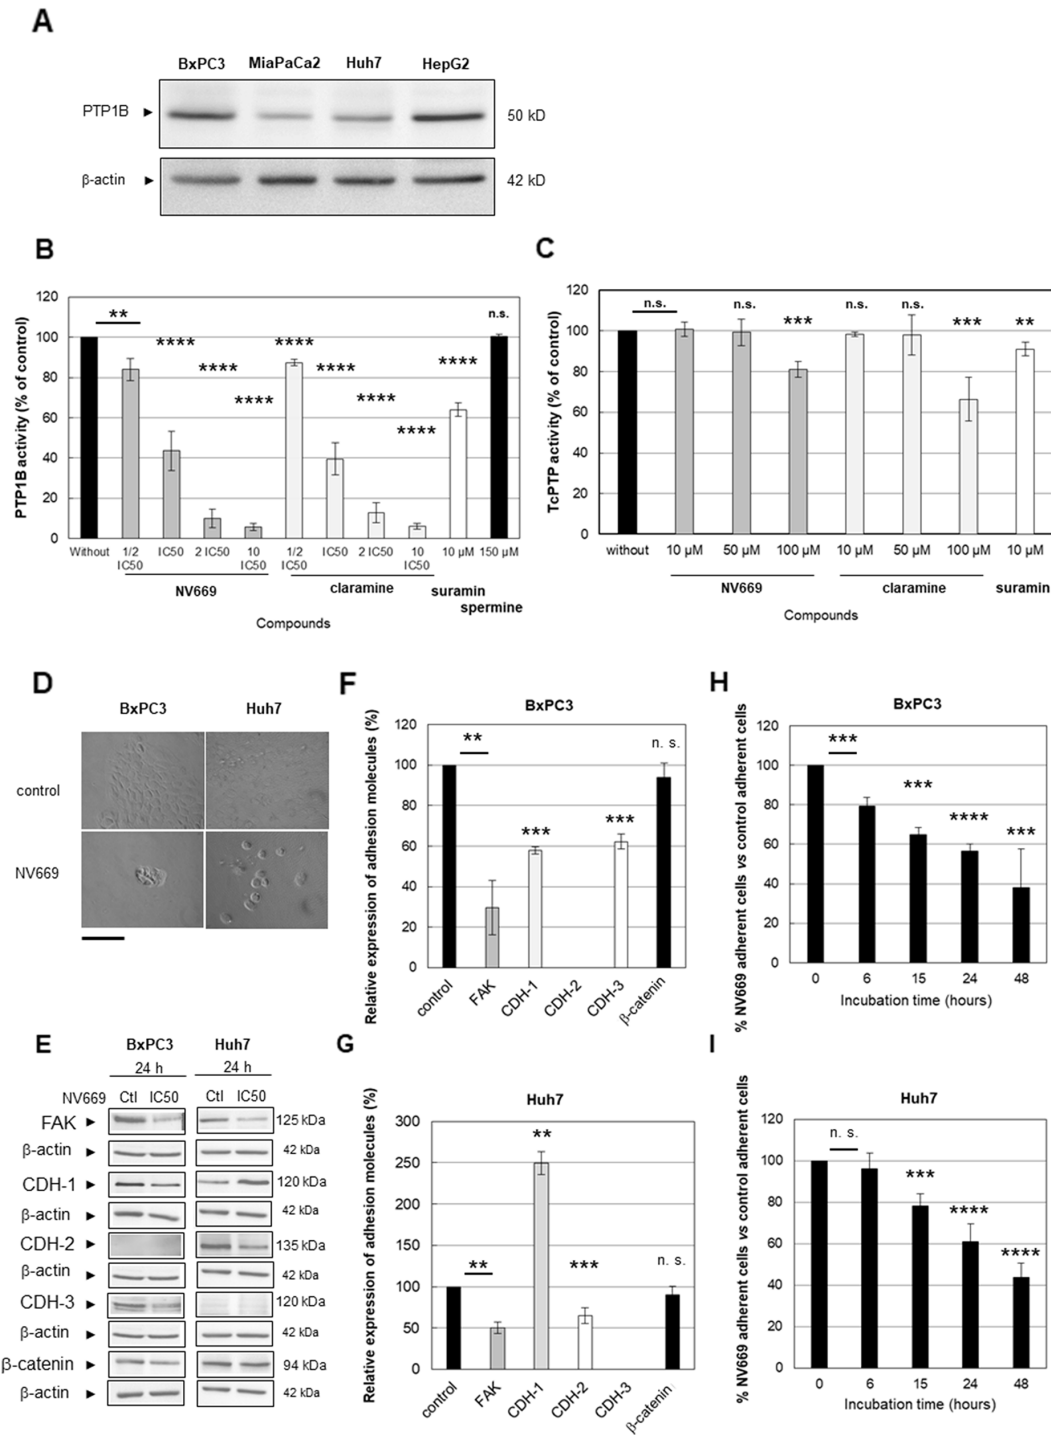 A
BxPC3 MiaPaCa2 Huh7 HepG2
PTP1B 50 kD
β-actin 42 kD
B
PTP1B activity (% of control)
120
100
80
60
40
20
0
** **** **** **** **** **** **** **** **** n.s.
Without 1/2 IC50 IC50 2 IC50 10 IC50 1/2 IC50 IC50 2 IC50 10 IC50 10 µM 150 µM
NV669 claramine suramin spermine
Compounds
C
TcPTP activity (% of control)
120
100
80
60
40
20
0
n.s. n.s. *** n.s. n.s. *** **
without 10 µM 50 µM 100 µM 10 µM 50 µM 100 µM 10 µM
NV669 claramine suramin
Compounds
D
BxPC3 Huh7
control
NV669
F
BxPC3
Relative expression of adhesion molecules (%)
120
100
80
60
40
20
0
** *** *** n. s.
control FAK CDH-1 CDH-2 CDH-3 β-catenin
H
BxPC3
% NV669 adherent cells vs control adherent cells
120
100
80
60
40
20
0
*** *** **** ***
0 6 15 24 48
Incubation time (hours)
E
BxPC3 Huh7
24 h 24 h
NV669 Ctl IC50 Ctl IC50
FAK 125 kDa
β-actin 42 kDa
CDH-1 120 kDa
β-actin 42 kDa
CDH-2 135 kDa
β-actin 42 kDa
CDH-3 120 kDa
β-actin 42 kDa
β-catenin 94 kDa
β-actin 42 kDa
G
Huh7
Relative expression of adhesion molecules (%)
300
250
200
150
100
50
0
** ** *** n. s.
control FAK CDH-1 CDH-2 CDH-3 β-catenin
I
Huh7
% NV669 adherent cells vs control adherent cells
120
100
80
60
40
20
0
n. s. *** **** ****
0 6 15 24 48
Incubation time (hours)